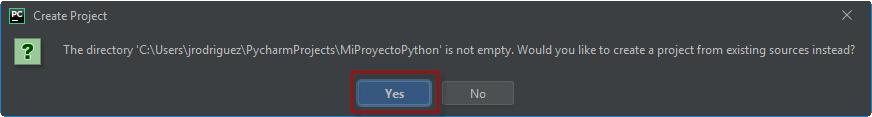 PC Create Project
? The directory 'C:\Users\jrodriguez\PycharmProjects\MiProyectoPython' is not empty. Would you like to create a project from existing sources instead?
Yes No